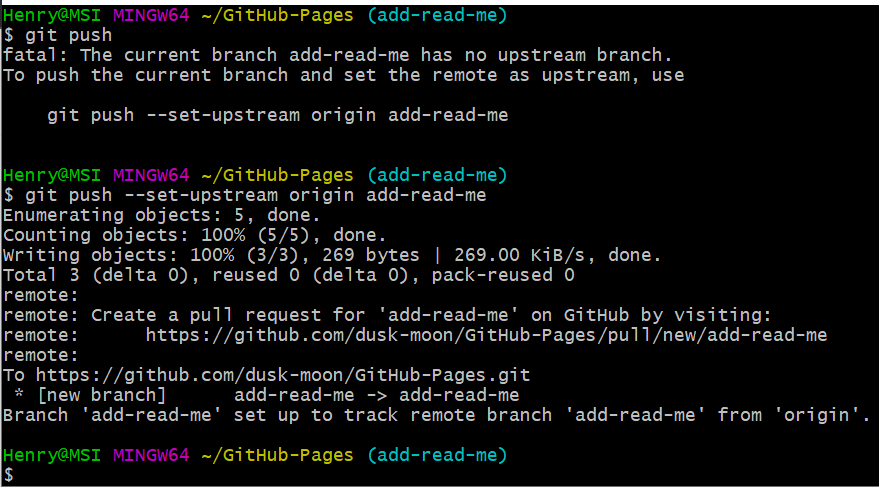 Henry@MSI MINGW64 ~/GitHub-Pages (add-read-me)
$ git push
fatal: The current branch add-read-me has no upstream branch.
To push the current branch and set the remote as upstream, use

    git push --set-upstream origin add-read-me


Henry@MSI MINGW64 ~/GitHub-Pages (add-read-me)
$ git push --set-upstream origin add-read-me
Enumerating objects: 5, done.
Counting objects: 100% (5/5), done.
Writing objects: 100% (3/3), 269 bytes | 269.00 KiB/s, done.
Total 3 (delta 0), reused 0 (delta 0), pack-reused 0
remote:
remote: Create a pull request for 'add-read-me' on GitHub by visiting:
remote:      https://github.com/dusk-moon/GitHub-Pages/pull/new/add-read-me
remote:
To https://github.com/dusk-moon/GitHub-Pages.git
 * [new branch]      add-read-me -> add-read-me
Branch 'add-read-me' set up to track remote branch 'add-read-me' from 'origin'.

Henry@MSI MINGW64 ~/GitHub-Pages (add-read-me)
$